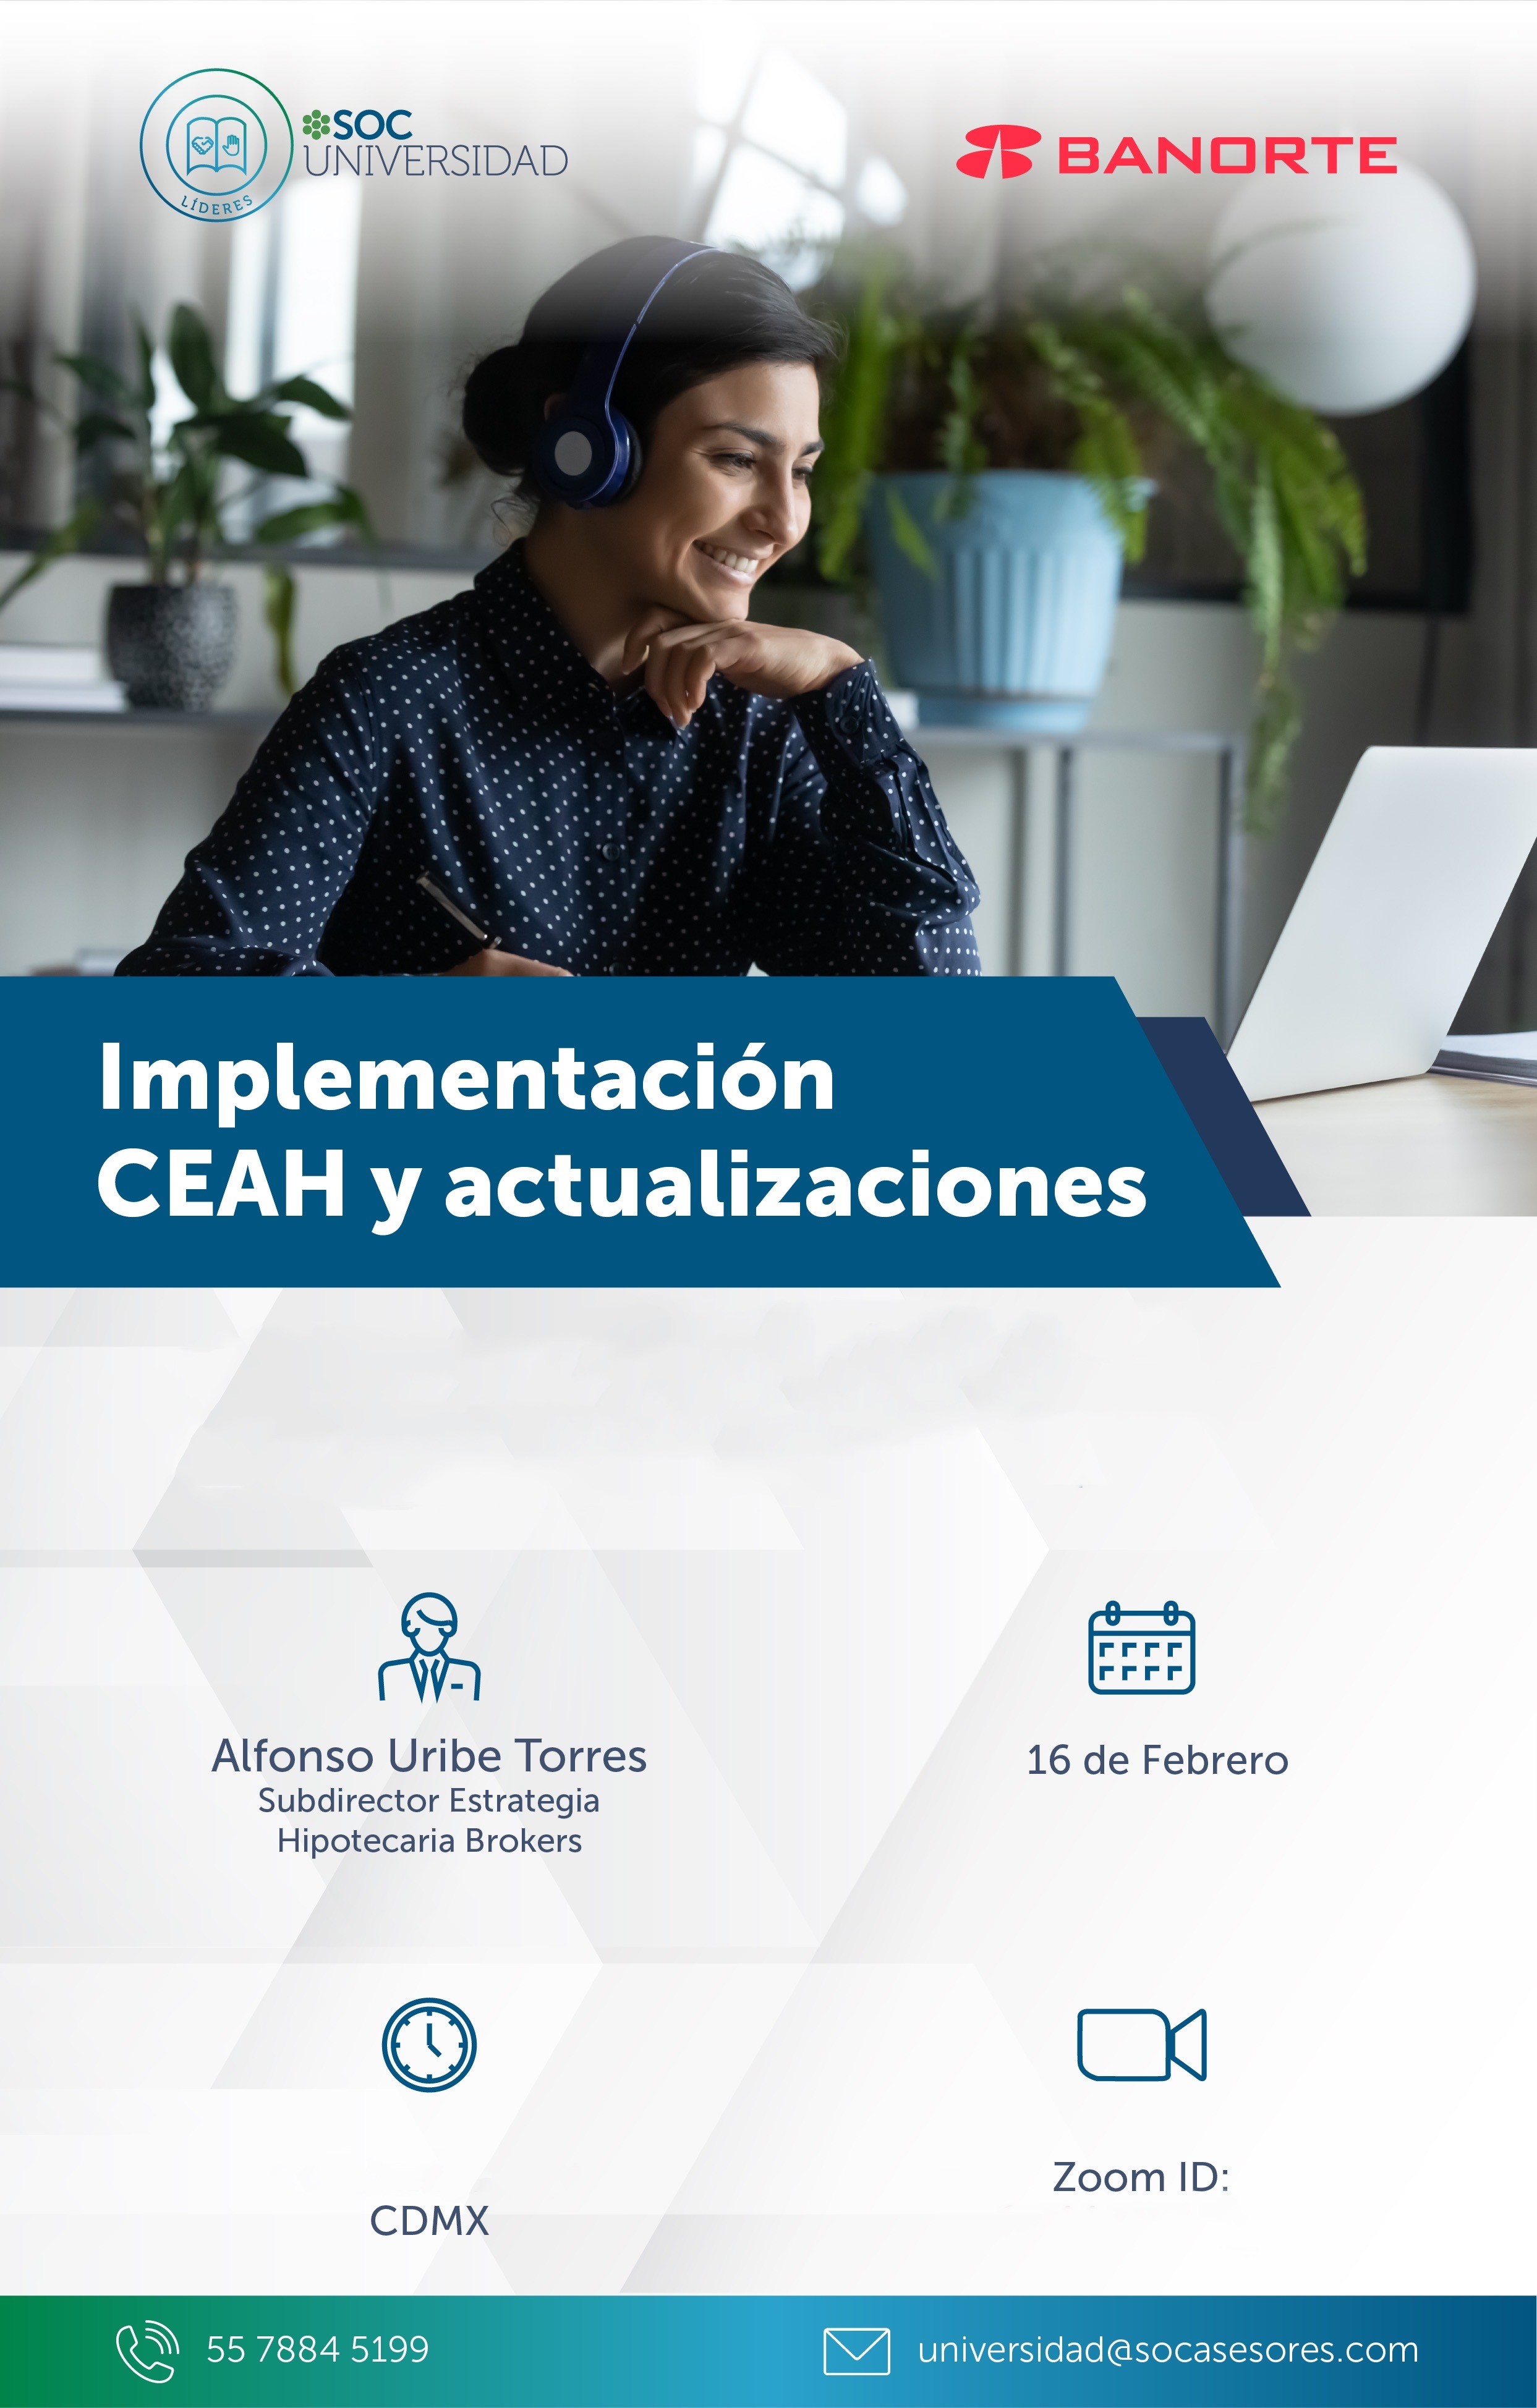 SOC
UNIVERSIDAD
LÍDERES
BANORTE
Implementación
CEAH y actualizaciones
Alfonso Uribe Torres
Subdirector Estrategia
Hipotecaria Brokers
16 de Febrero
CDMX
Zoom ID:
55 7884 5199
universidad@socasesores.com